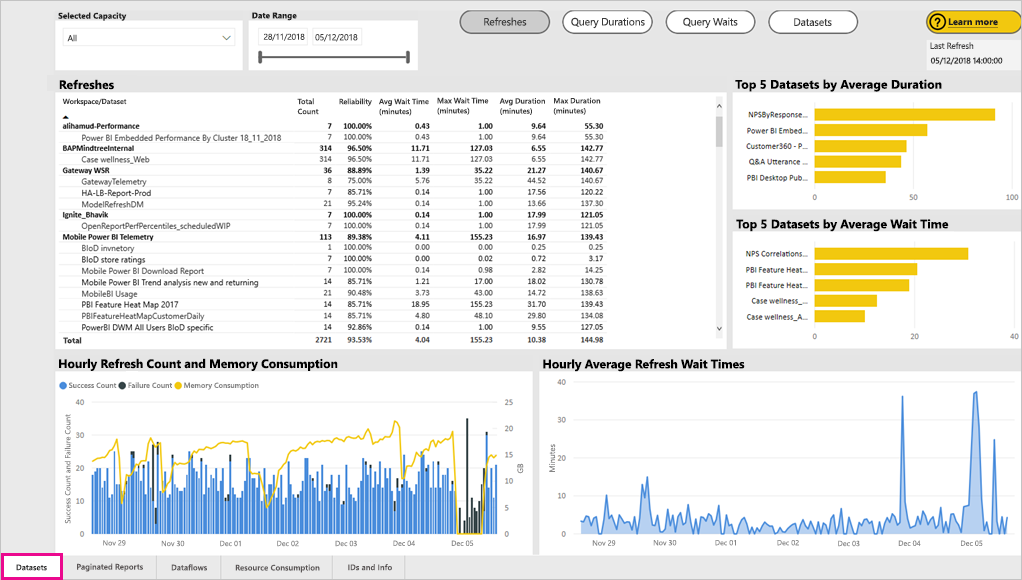 Selected Capacity
All
Date Range
28/11/2018 05/12/2018
Refreshes
Query Durations
Query Waits
Datasets
? Learn more
Last Refresh
05/12/2018 14:00:00
Refreshes
Workspace/Dataset Total Count Reliability Avg Wait Time (minutes) Max Wait Time (minutes) Avg Duration (minutes) Max Duration (minutes)
alihamud-Performance 7 100.00% 0.43 1.00 9.64 55.30
Power BI Embedded Performance By Cluster 18_11_2018 7 100.00% 0.43 1.00 9.64 55.30
BAPMindtreeInternal 314 96.50% 11.71 127.03 6.55 142.77
Case wellness_Web 314 96.50% 11.71 127.03 6.55 142.77
Gateway WSR 36 88.89% 1.39 35.22 21.27 140.67
GatewayTelemetry 8 75.00% 5.76 35.22 44.52 140.67
HA-LB-Report-Prod 7 85.71% 0.14 1.00 17.56 120.22
ModelRefreshDM 21 95.24% 0.14 1.00 13.66 137.30
Ignite_Bhavik 7 100.00% 0.14 1.00 17.99 121.05
OpenReportPerfPercentiles_scheduledWIP 7 100.00% 0.14 1.00 17.99 121.05
Mobile Power BI Telemetry 113 89.38% 4.11 155.23 16.97 139.43
BIoD invnetory 1 100.00% 0.00 0.00 0.25 0.25
BIoD store ratings 7 100.00% 0.00 0.02 0.72 3.17
Mobile Power BI Download Report 7 100.00% 0.14 0.98 2.82 14.25
Mobile Power BI Trend analysis new and returning 14 85.71% 1.21 17.00 18.02 130.78
MobileBI Usage 21 90.48% 3.73 43.00 14.72 138.63
PBI Feature Heat Map 2017 14 85.71% 18.95 155.23 31.70 139.43
PBIFeatureHeatMapCustomerDaily 14 85.71% 4.80 48.10 29.80 134.08
PowerBI DWM All Users BIoD specific 14 92.86% 0.14 1.00 9.55 127.05
Total 2721 93.53% 4.04 155.23 10.38 144.98
Top 5 Datasets by Average Duration
NPSByResponse...
Power BI Embed...
Customer360 - P...
Q&A Utterance ...
PBI Desktop Pub...
0 50 100
Top 5 Datasets by Average Wait Time
NPS Correlations...
PBI Feature Heat...
PBI Feature Heat...
Case wellness_...
Case wellness_A...
0 20 40
Hourly Refresh Count and Memory Consumption
Success Count Failure Count Memory Consumption
Success Count and Failure Count
40
30
20
10
0
25
20
15
10
5
0
GB
Nov 29 Nov 30 Dec 01 Dec 02 Dec 03 Dec 04 Dec 05
Hourly Average Refresh Wait Times
Minutes
40
30
20
10
0
Nov 29 Nov 30 Dec 01 Dec 02 Dec 03 Dec 04 Dec 05
Datasets Paginated Reports Dataflows Resource Consumption IDs and Info